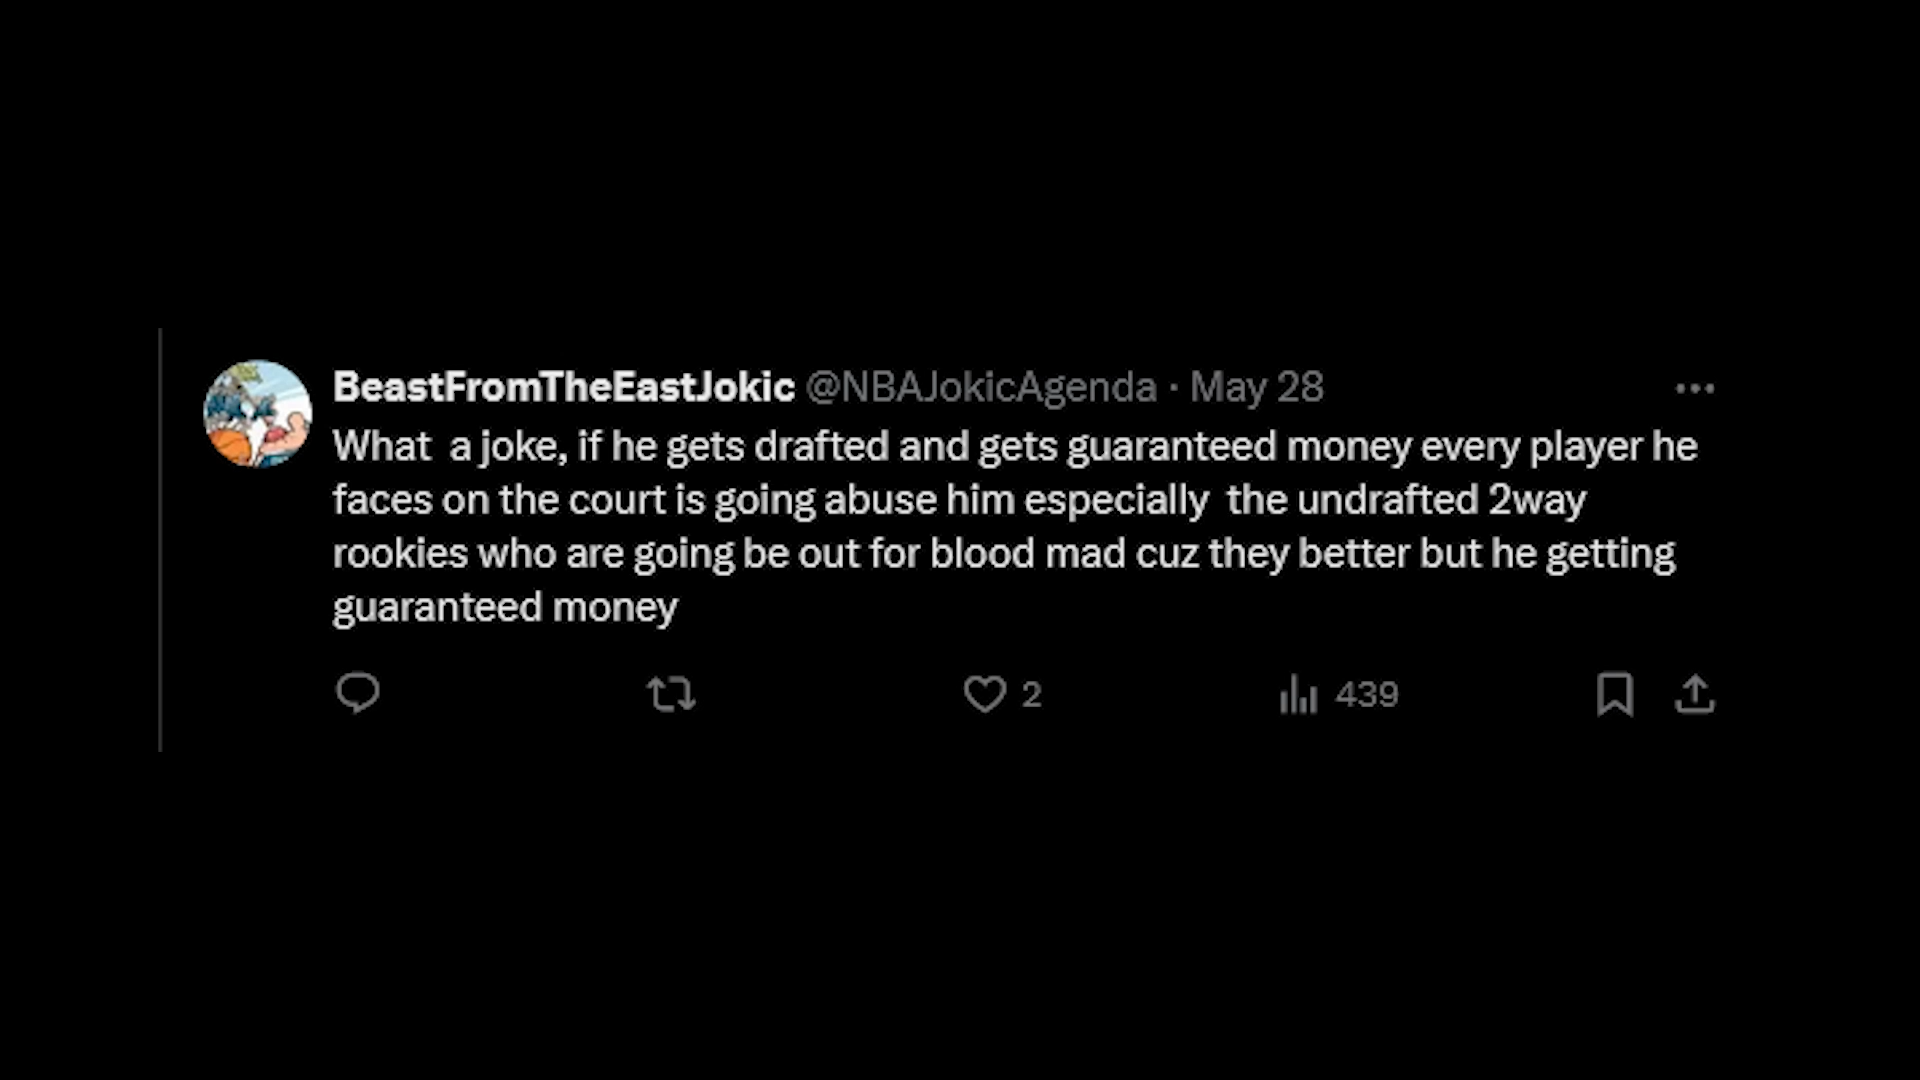 BeastFromTheEastJokic @NBAJokicAgenda · May 28
What  a joke, if he gets drafted and gets guaranteed money every player he
faces on the court is going abuse him especially  the undrafted 2way
rookies who are going be out for blood mad cuz they better but he getting
guaranteed money
2 439